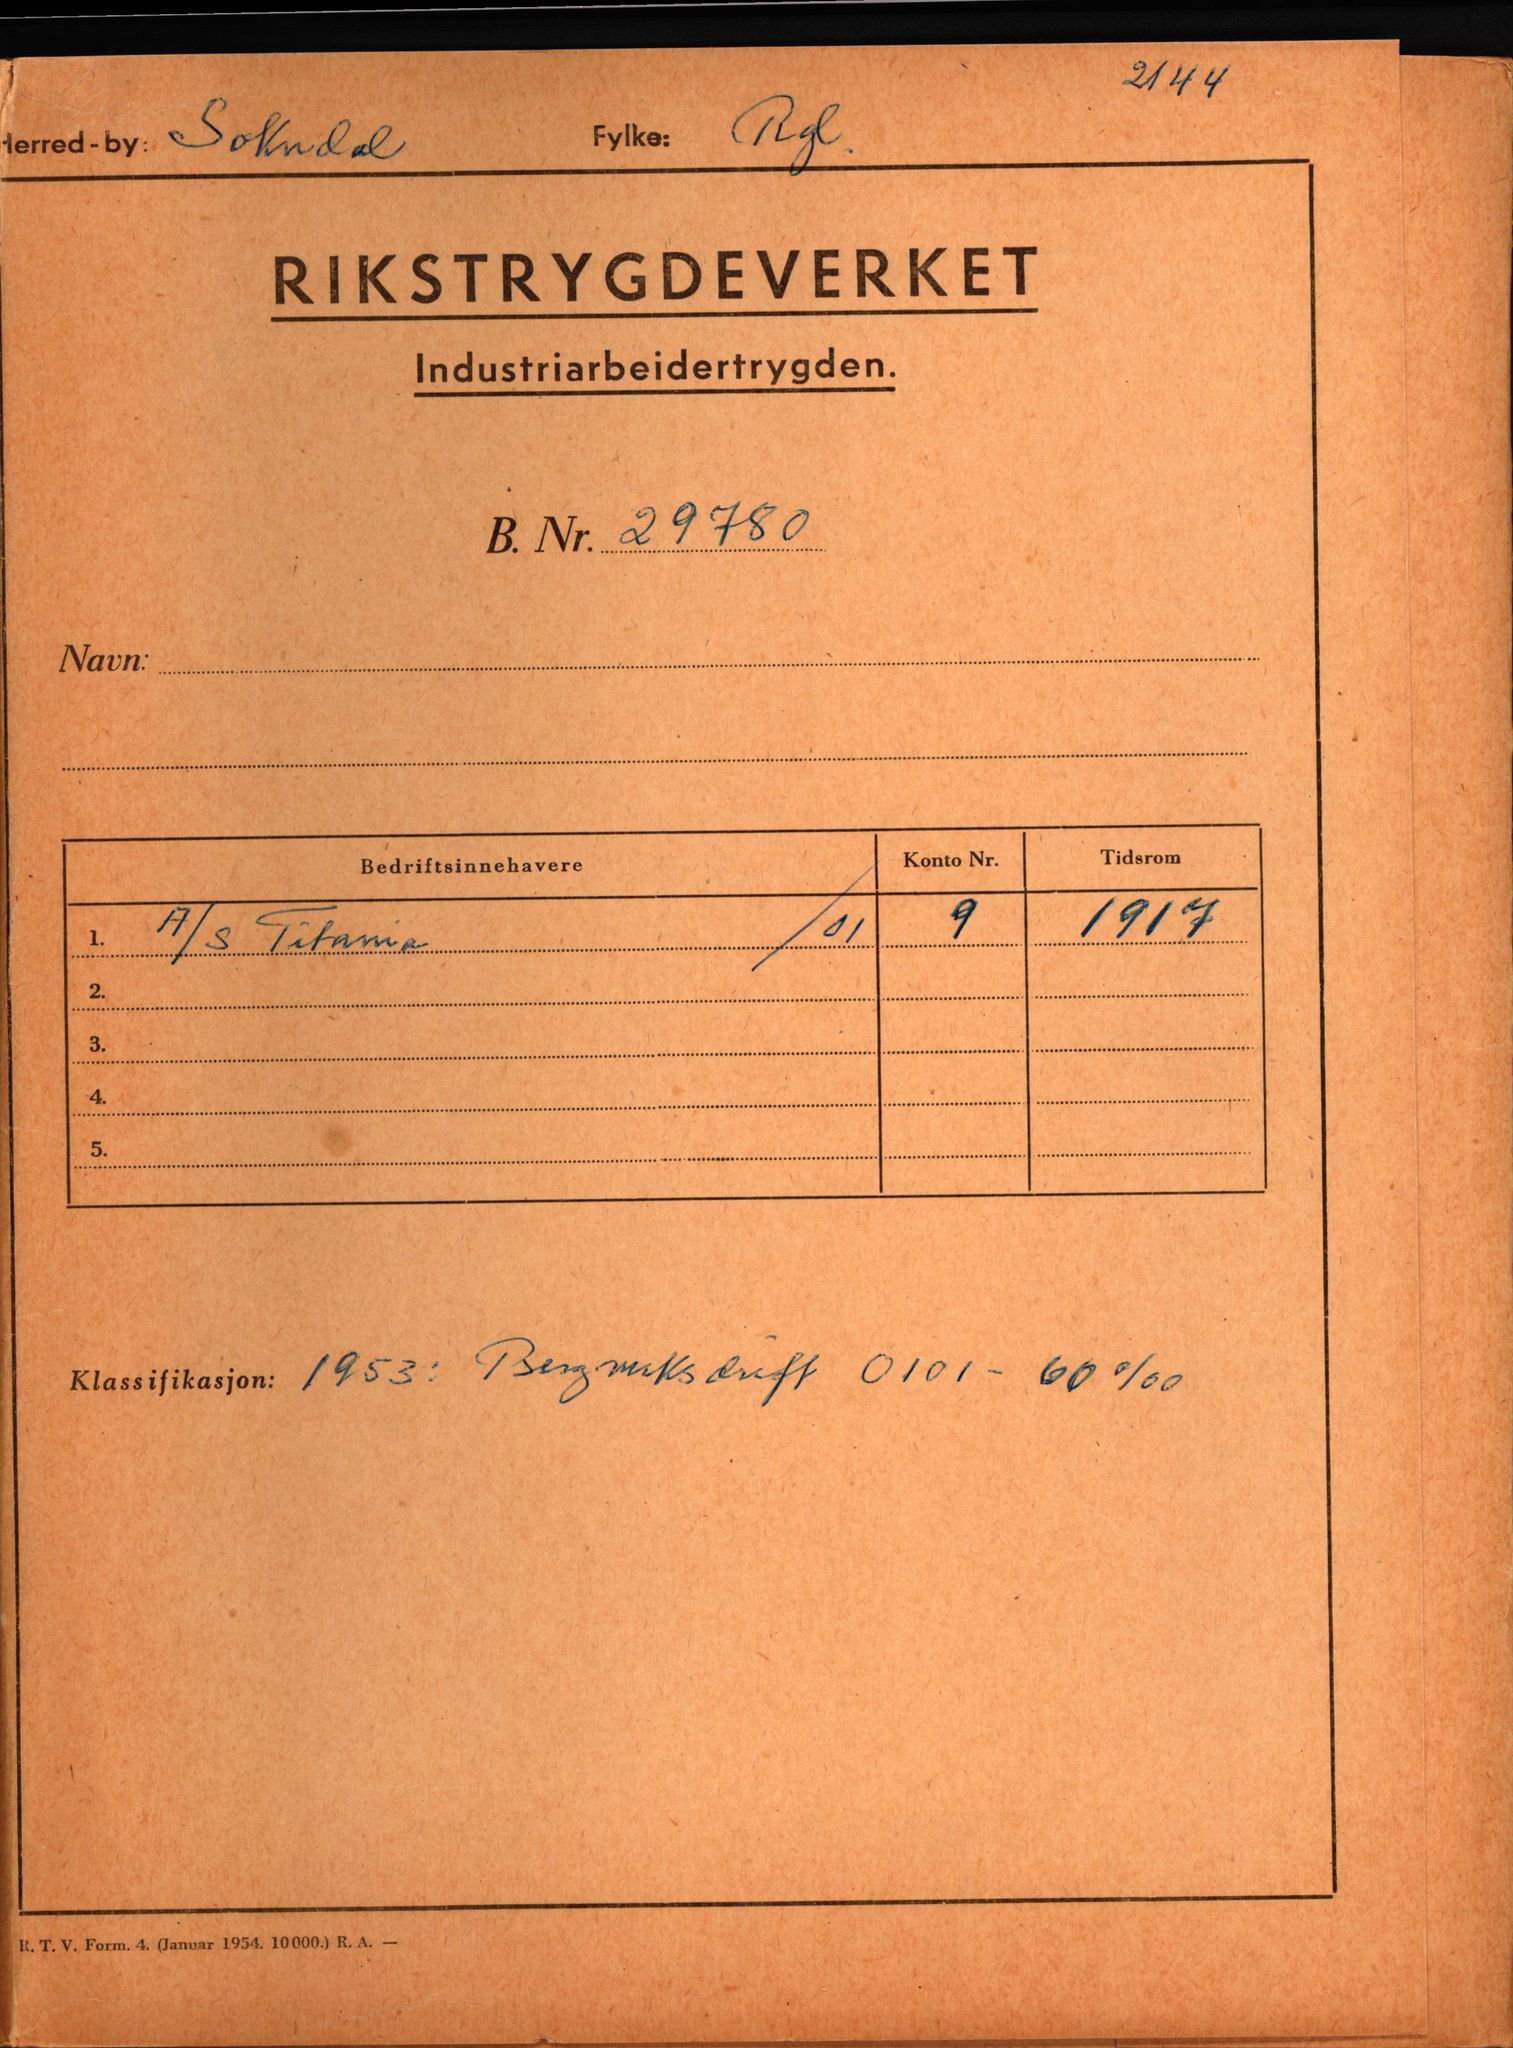 2144
Herred-by: Sokndal Fylke: Rgl.
RIKSTRYGDEVERKET
Industriarbeidertrygden.
B. Nr. 29780
Navn:
Bedriftsinnehavere Konto Nr. Tidsrom
1. A/S Titania /01 9 1917
2.
3.
4.
5.
Klassifikasjon: 1953: Bergverksdrift 0101 - 60 o/oo
R. T. V. Form. 4. (Januar 1954. 10000.) R. A. —